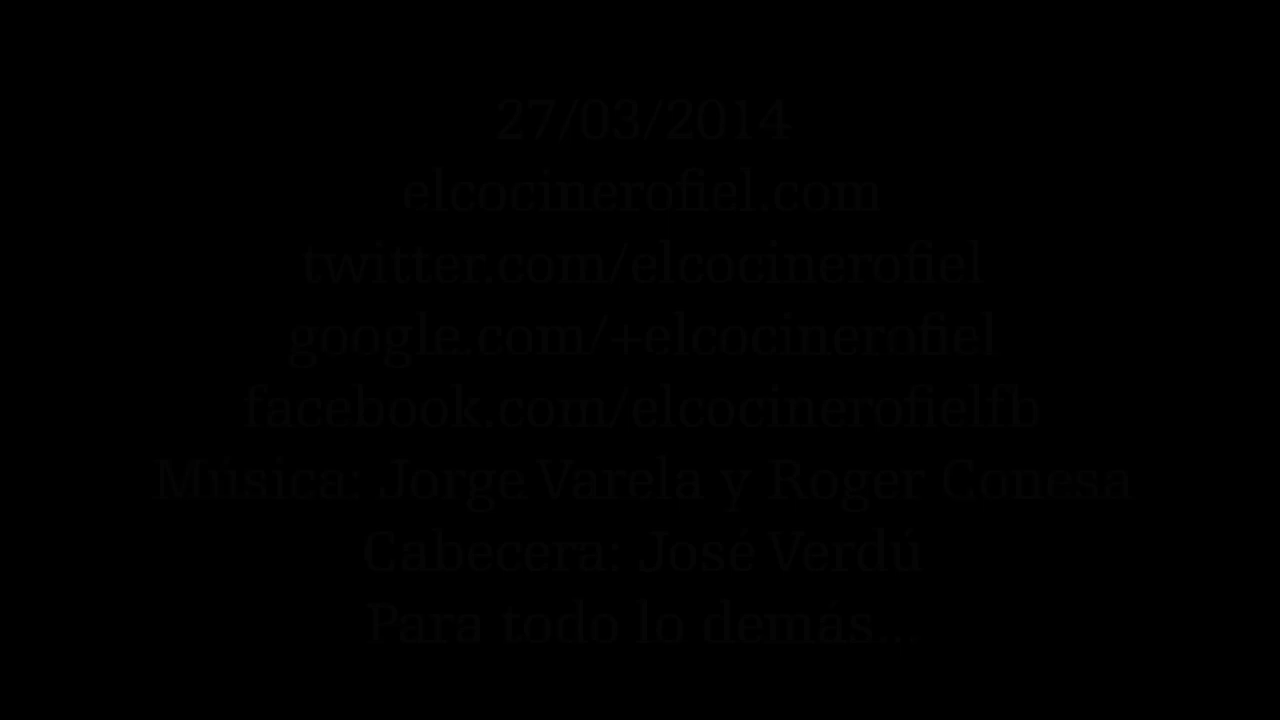 27/03/2014
elcocinerofiel.com
twitter.com/elcocinerofiel
google.com/+elcocinerofiel
facebook.com/elcocinerofielfb
Música: Jorge Varela y Roger Conesa
Cabecera: José Verdú
Para todo lo demás...